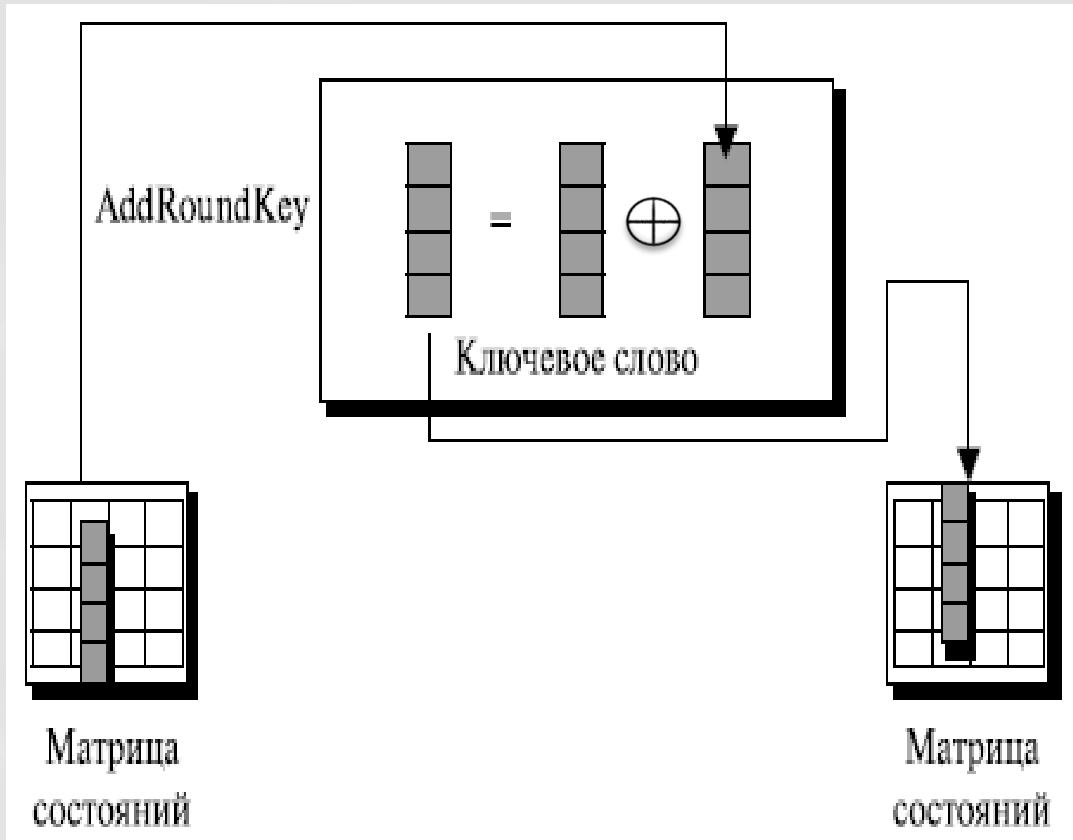 AddRoundKey
=
Ключевое слово
Матрица
состояний
Матрица
состояний